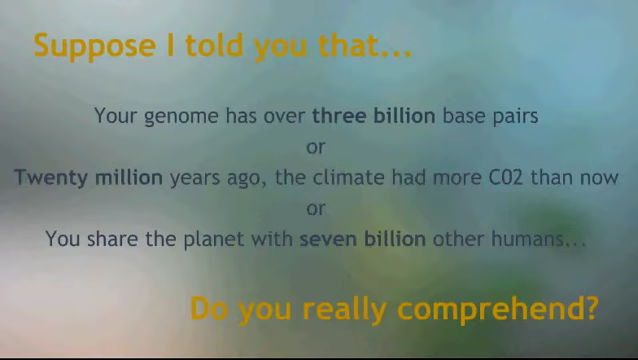 Suppose I told you that...
Your genome has over three billion base pairs
or
Twenty million years ago, the climate had more C02 than now
or
You share the planet with seven billion other humans...
Do you really comprehend?